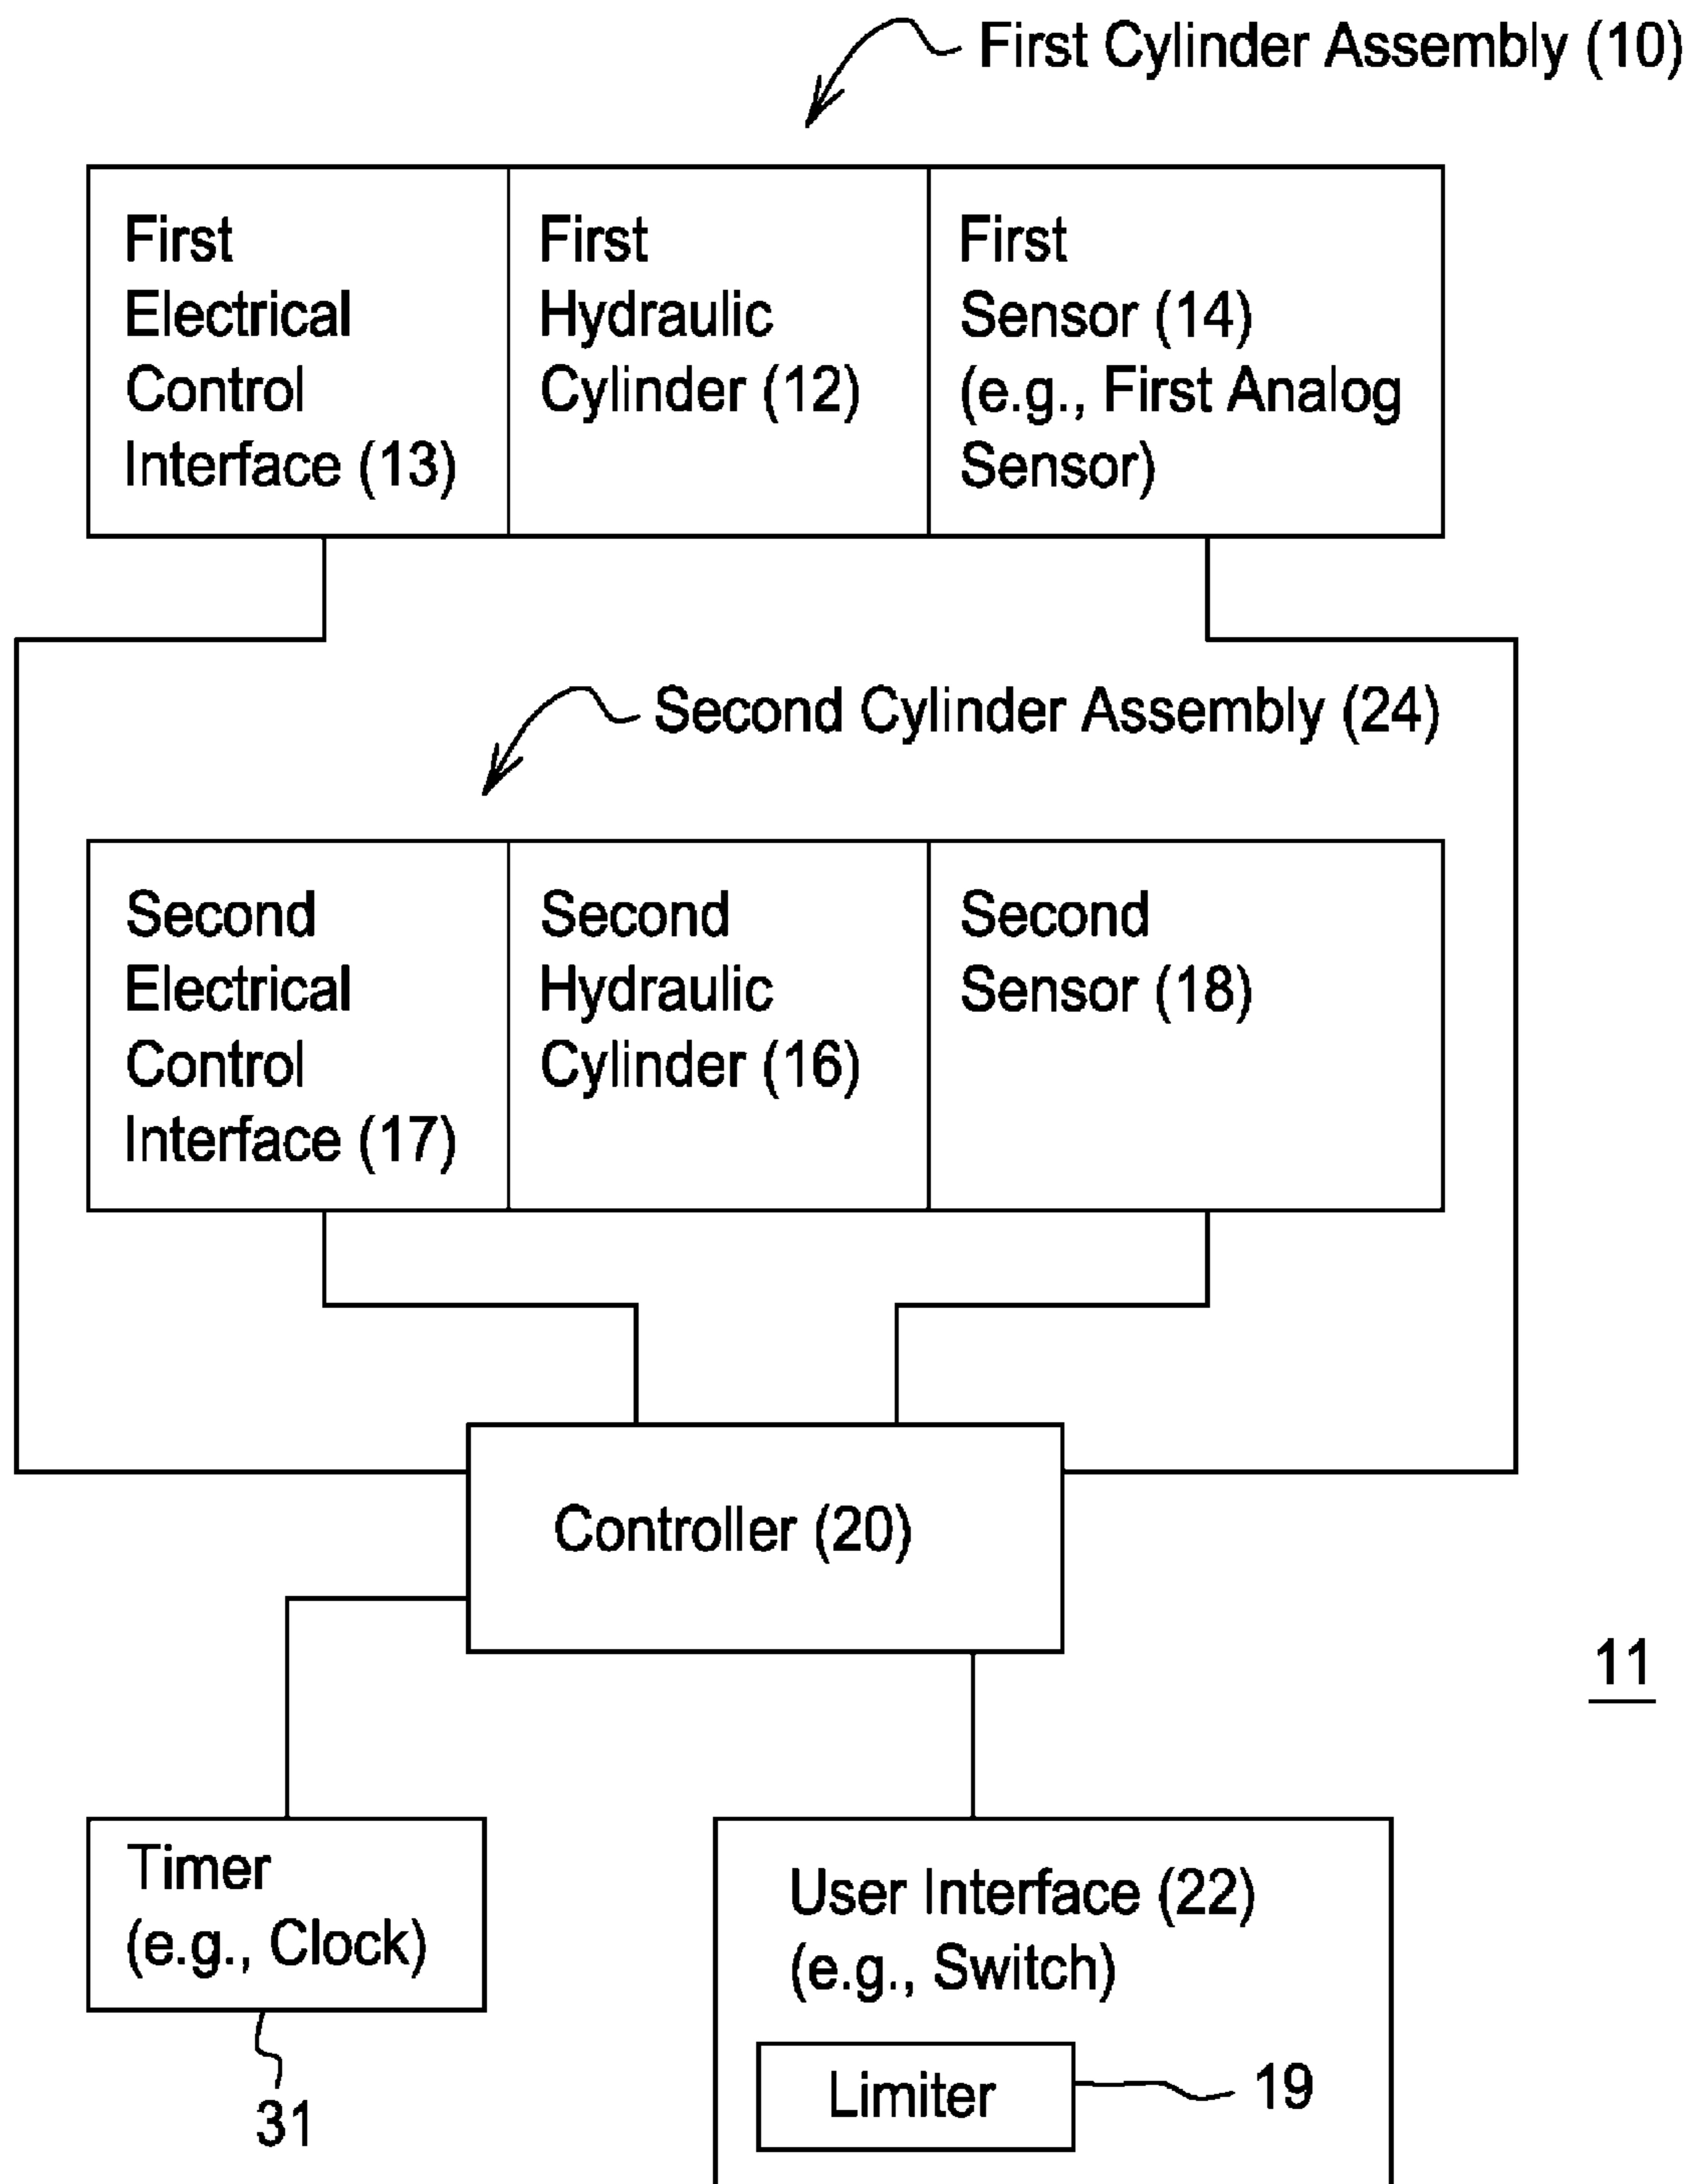 First Cylinder Assembly (10)
First
Electrical
Control
Interface (13)
First
Hydraulic
Cylinder (12)
First
Sensor (14)
(e.g., First Analog
Sensor)
Second Cylinder Assembly (24)
Second
Electrical
Control
Interface (17)
Second
Hydraulic
Cylinder (16)
Second
Sensor (18)
Controller (20)
11
Timer
(e.g., Clock)
31
User Interface (22)
(e.g., Switch)
Limiter
19